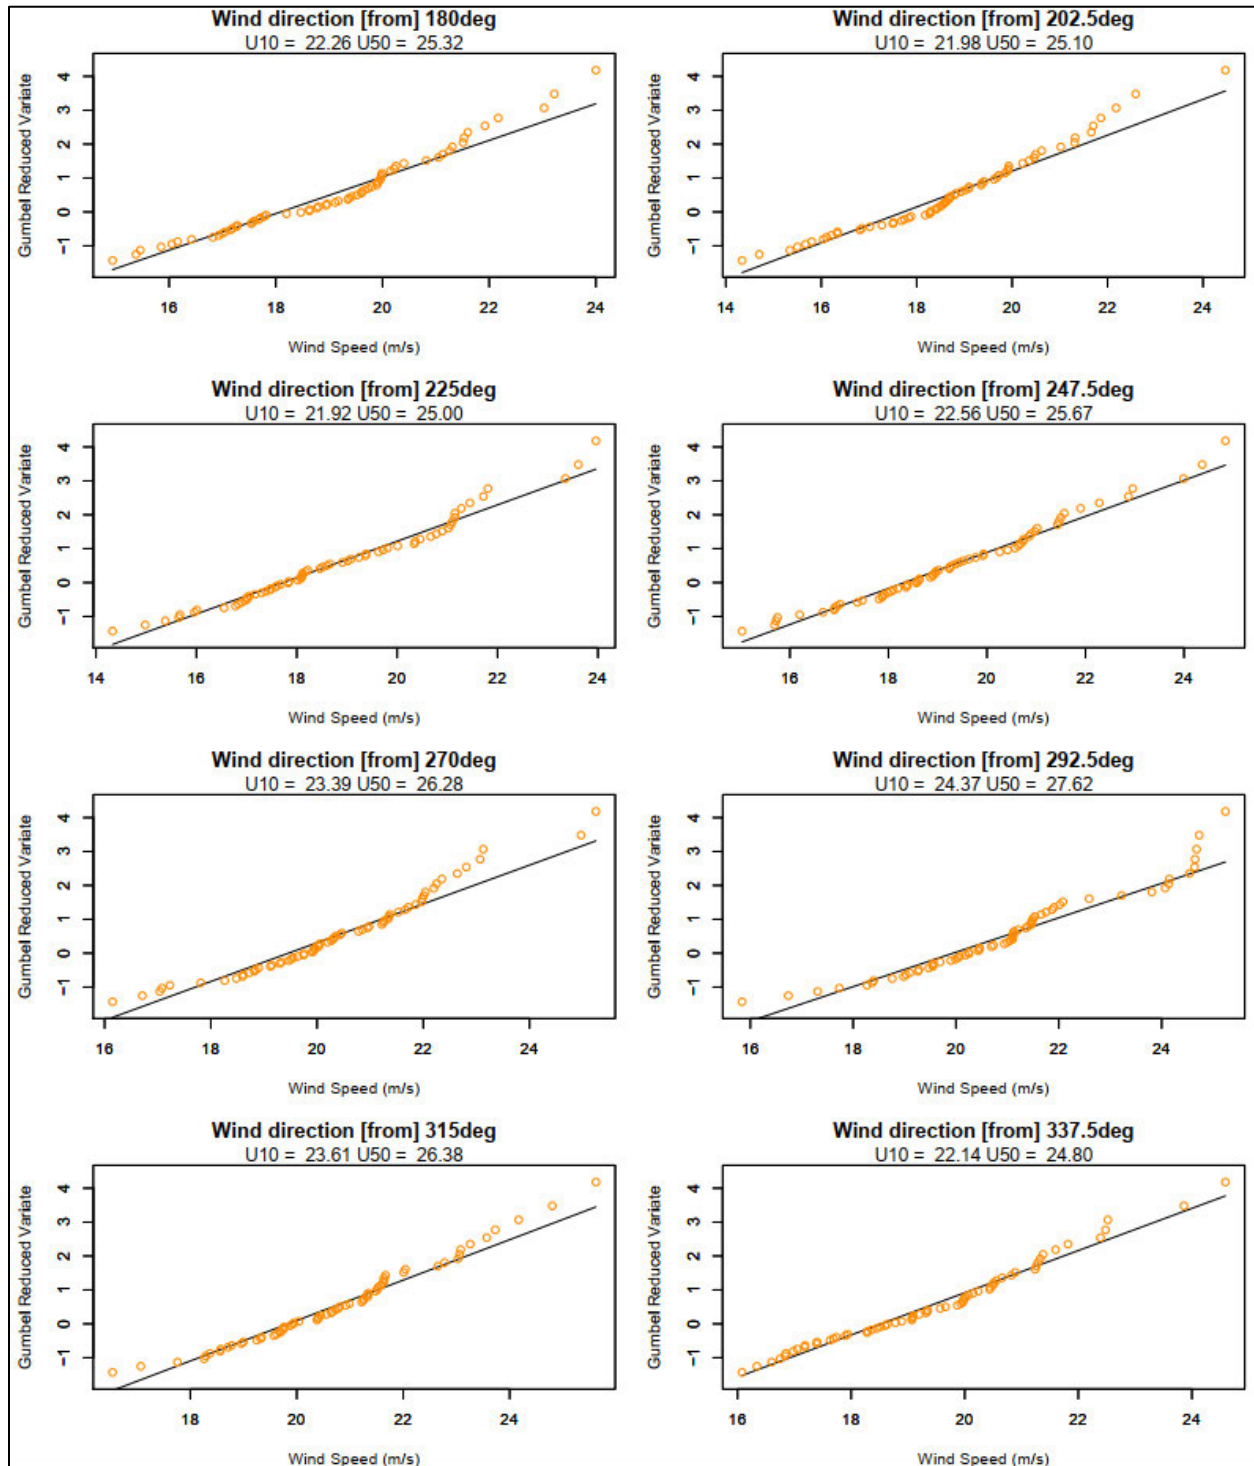 Wind direction [from] 180deg
U10 = 22.26 U50 = 25.32
Gumbel Reduced Variate
4
3
2
1
0
−1
16 18 20 22 24
Wind Speed (m/s)
Wind direction [from] 202.5deg
U10 = 21.98 U50 = 25.10
Gumbel Reduced Variate
4
3
2
1
0
−1
14 16 18 20 22 24
Wind Speed (m/s)
Wind direction [from] 225deg
U10 = 21.92 U50 = 25.00
Gumbel Reduced Variate
4
3
2
1
0
−1
14 16 18 20 22 24
Wind Speed (m/s)
Wind direction [from] 247.5deg
U10 = 22.56 U50 = 25.67
Gumbel Reduced Variate
4
3
2
1
0
−1
16 18 20 22 24
Wind Speed (m/s)
Wind direction [from] 270deg
U10 = 23.39 U50 = 26.28
Gumbel Reduced Variate
4
3
2
1
0
−1
16 18 20 22 24
Wind Speed (m/s)
Wind direction [from] 292.5deg
U10 = 24.37 U50 = 27.62
Gumbel Reduced Variate
4
3
2
1
0
−1
16 18 20 22 24
Wind Speed (m/s)
Wind direction [from] 315deg
U10 = 23.61 U50 = 26.38
Gumbel Reduced Variate
4
3
2
1
0
−1
18 20 22 24
Wind Speed (m/s)
Wind direction [from] 337.5deg
U10 = 22.14 U50 = 24.80
Gumbel Reduced Variate
4
3
2
1
0
−1
16 18 20 22 24
Wind Speed (m/s)